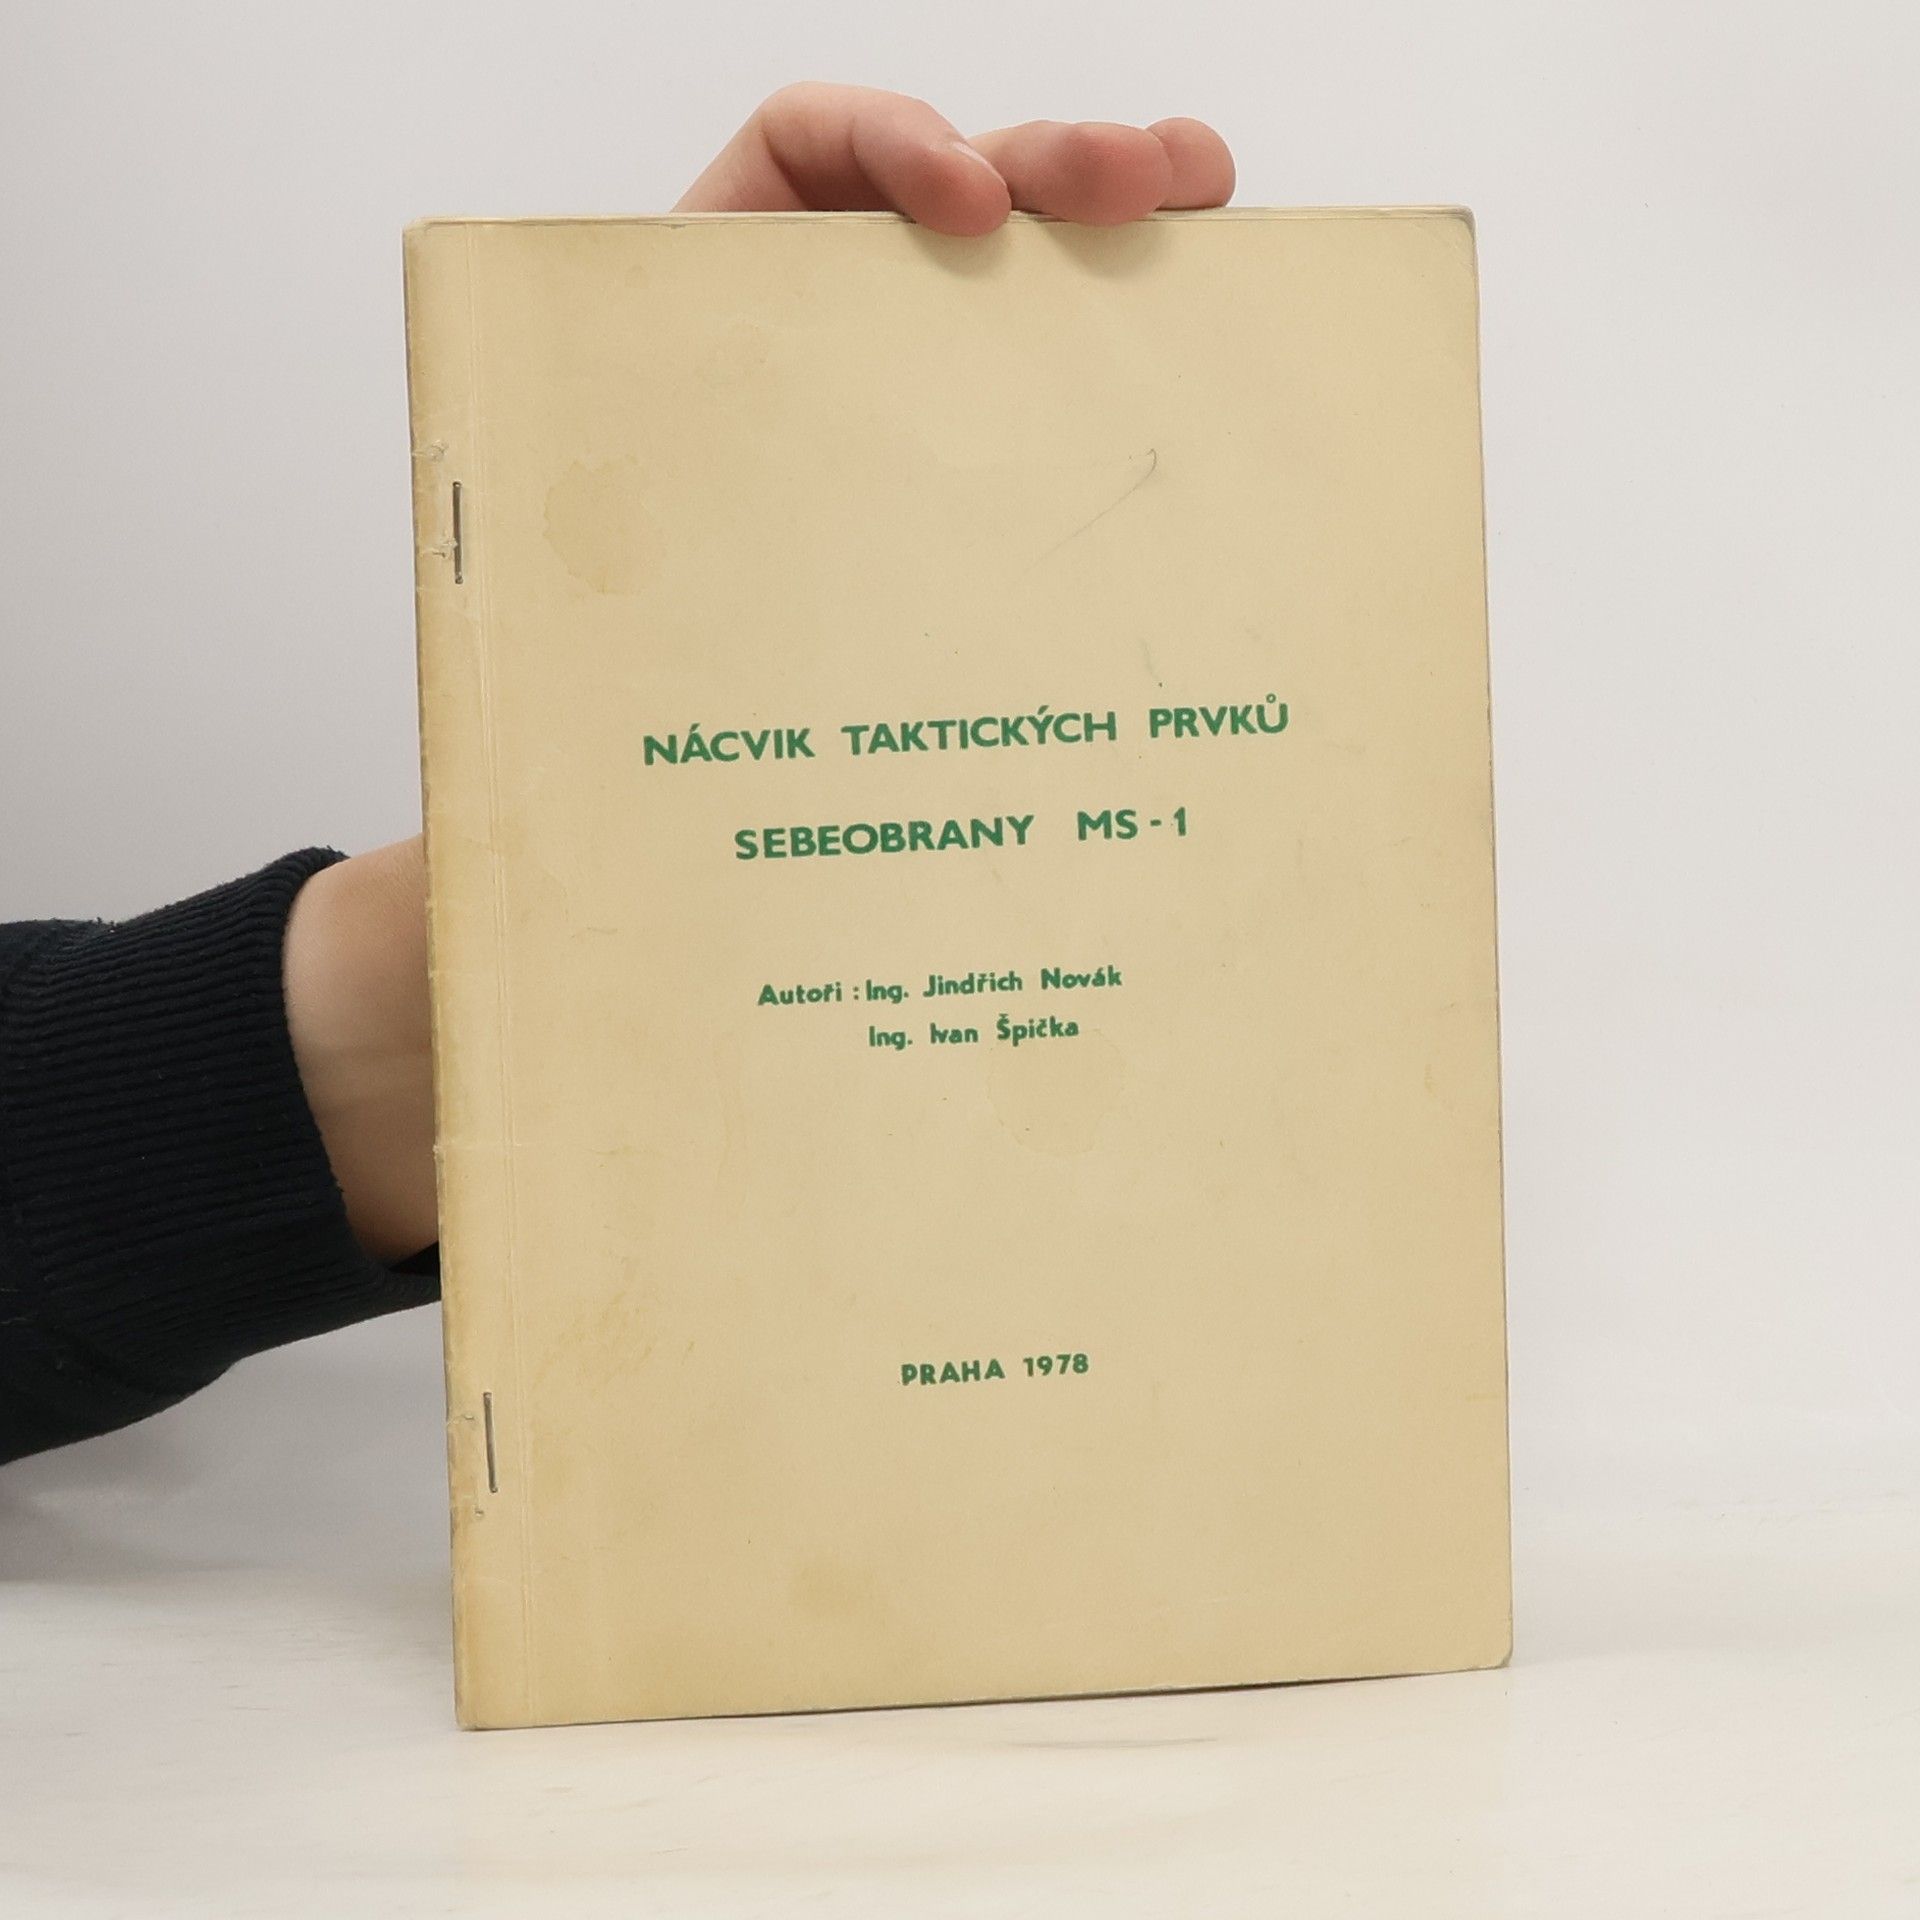 NÁCVIK TAKTICKÝCH PRVKŮ
SEBEOBRANY MS-1
Autoři : Ing. Jindřich Novák
Ing. Ivan Špička
PRAHA 1978